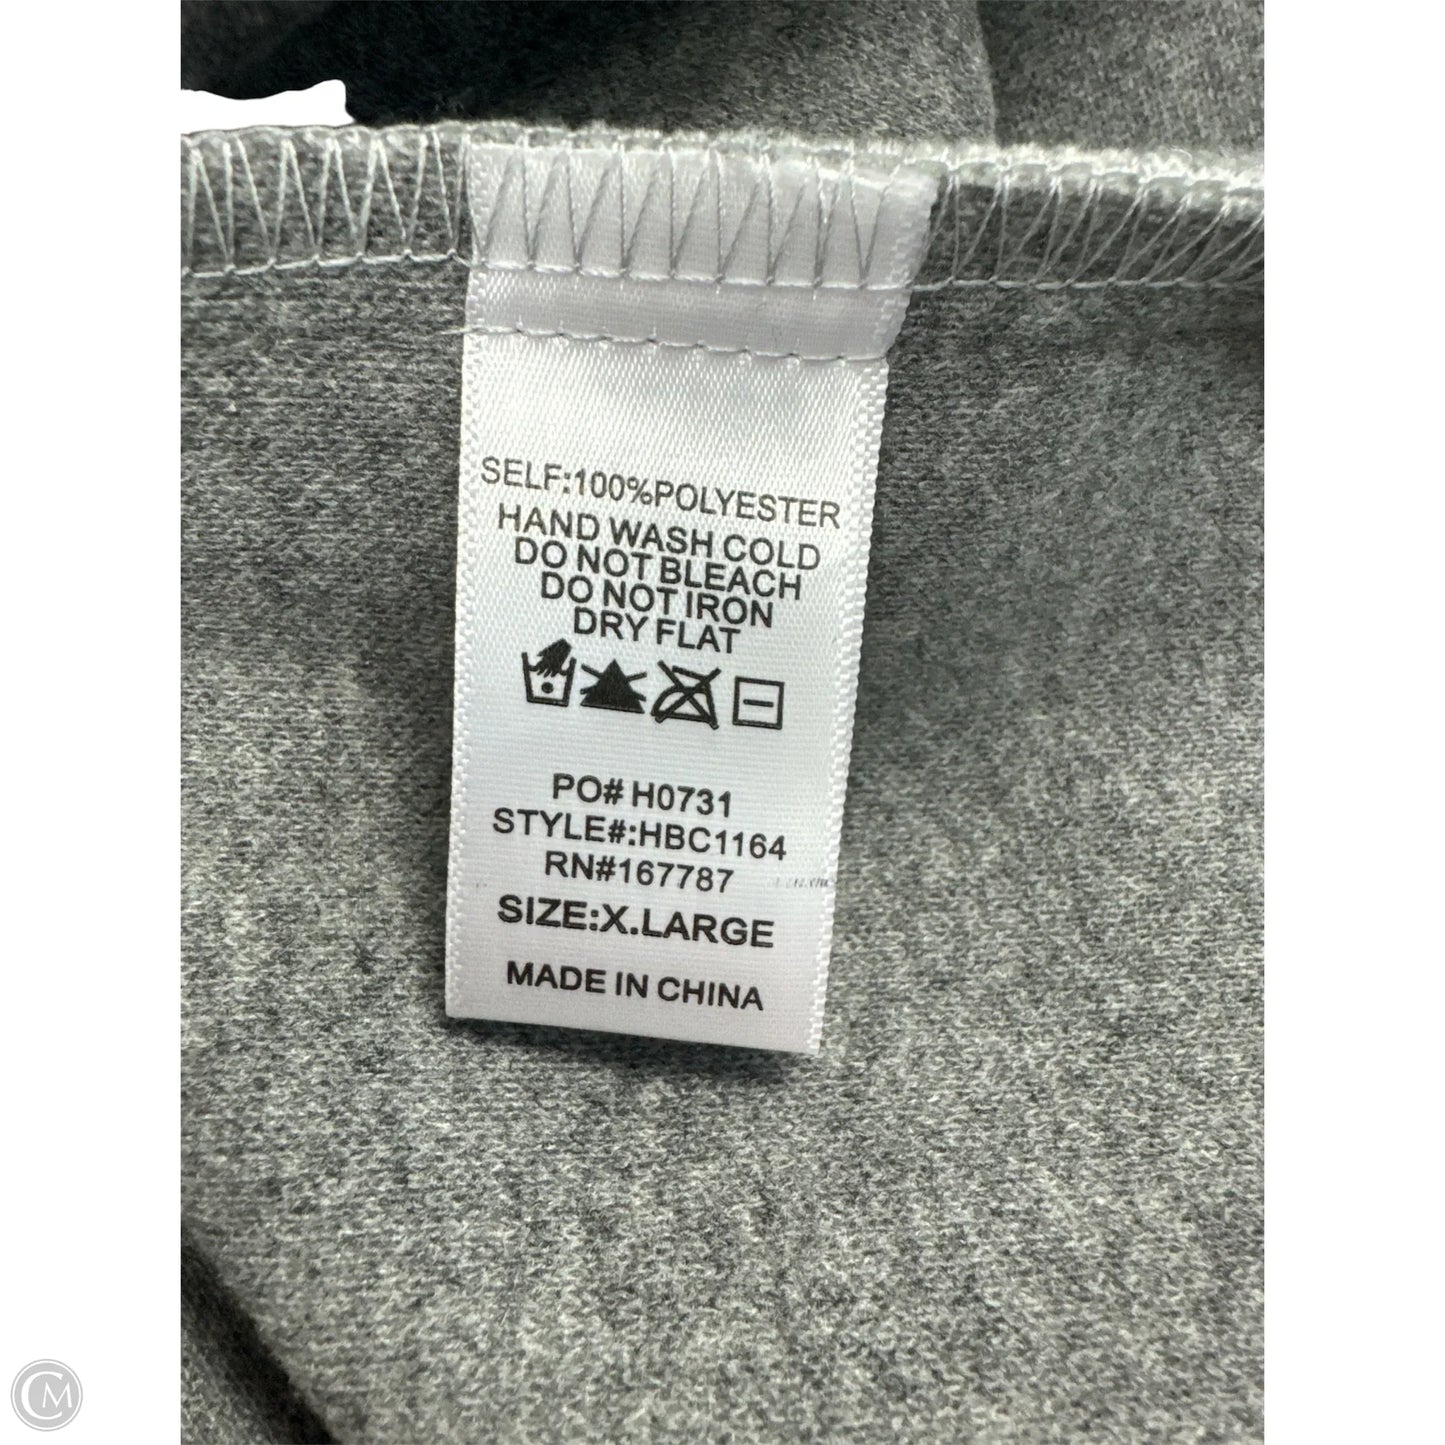 SELF:100%POLYESTER
HAND WASH COLD
DO NOT BLEACH
DO NOT IRON
DRY FLAT
PO# H0731
STYLE#:HBC1164
RN#167787
SIZE:X.LARGE
MADE IN CHINA
CM